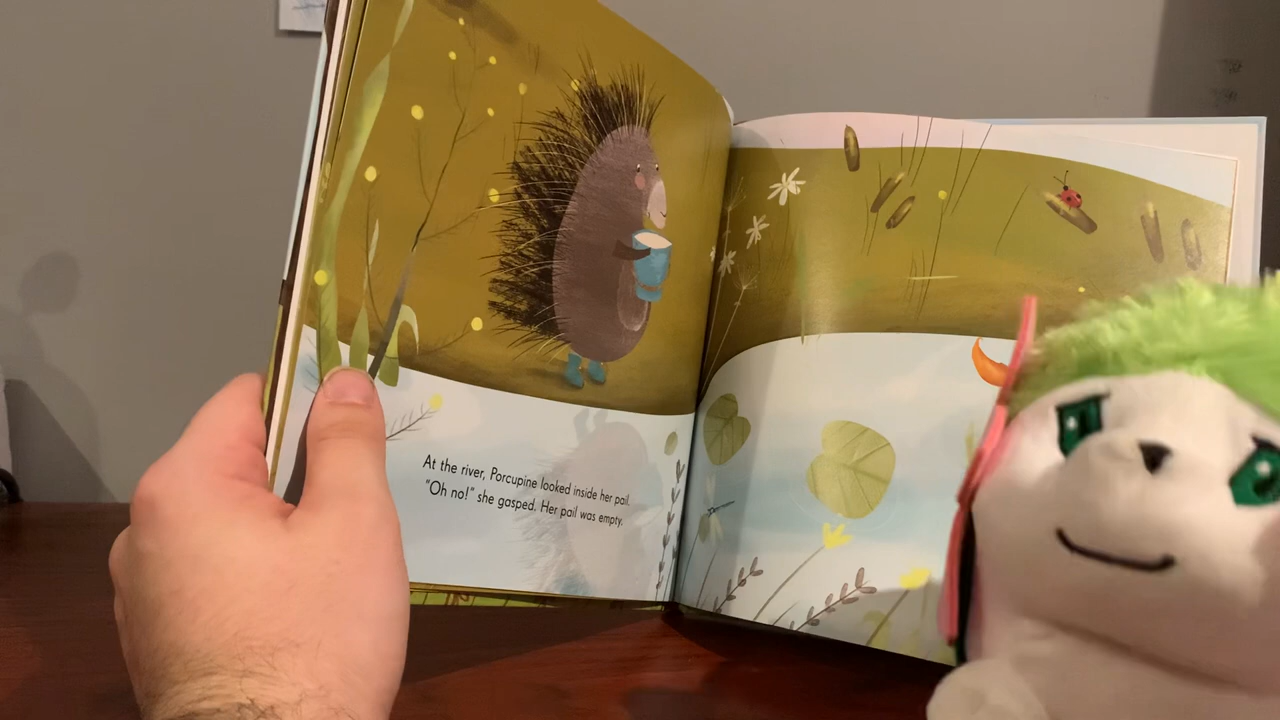 At the river, Porcupine looked inside her pail.
"Oh no!" she gasped. Her pail was empty.